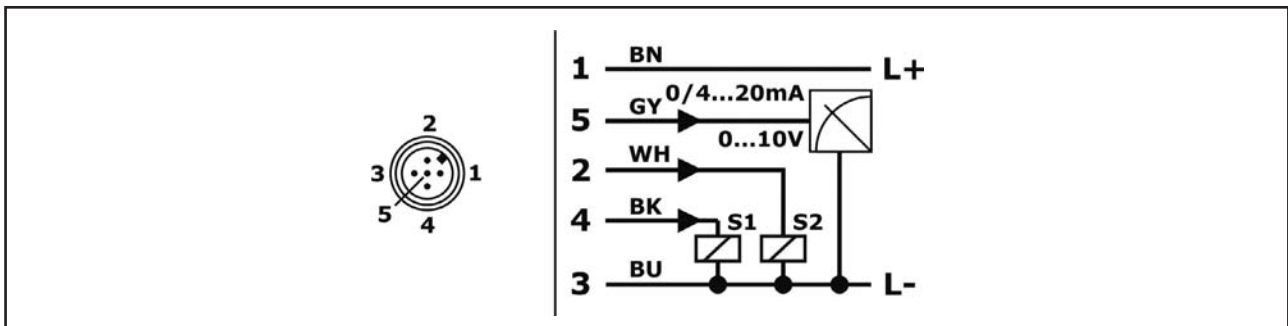 2
3 1
5
4
1 BN L+
0/4...20mA
5 GY
0...10V
2 WH
4 BK S1 S2
3 BU L-